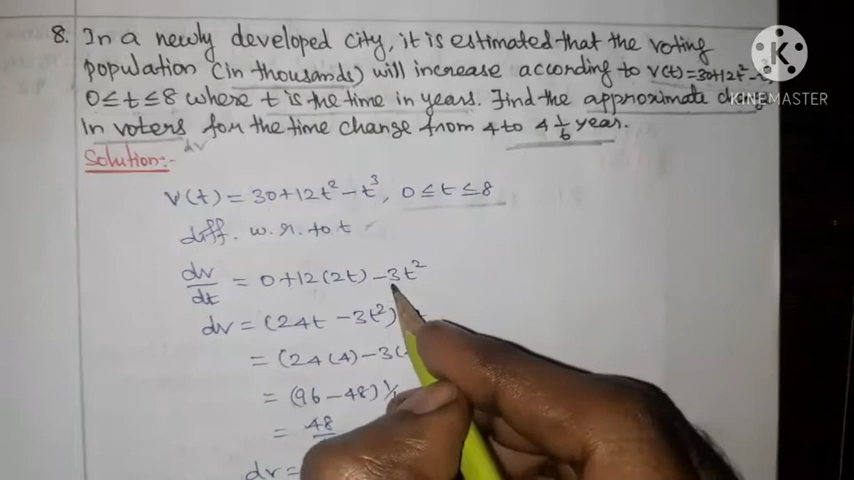 8. In a newly developed city, it is estimated that the voting
population (in thousands) will increase according to V(t)=30+12t²-
0≤t≤8 where t is the time in years. Find the approximate change
In voters for the time change from 4 to 4 1/6 year.
dv
Solution:-
V(t) = 30+12t²-t³, 0≤t≤8
diff. w.r. to t
dv/dt = 0+12(2t)-3t²
dv = (24t-3t²)
= (24(4)-3(
= (96-48) 1/
= 48
dv =
K
KINEMASTER